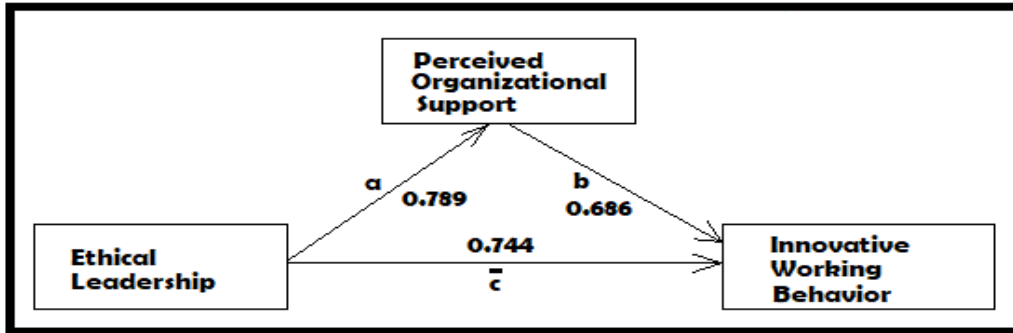 Perceived
Organizational
Support
a
0.789
b
0.686
Ethical
Leadership
0.744
c̅
Innovative
Working
Behavior